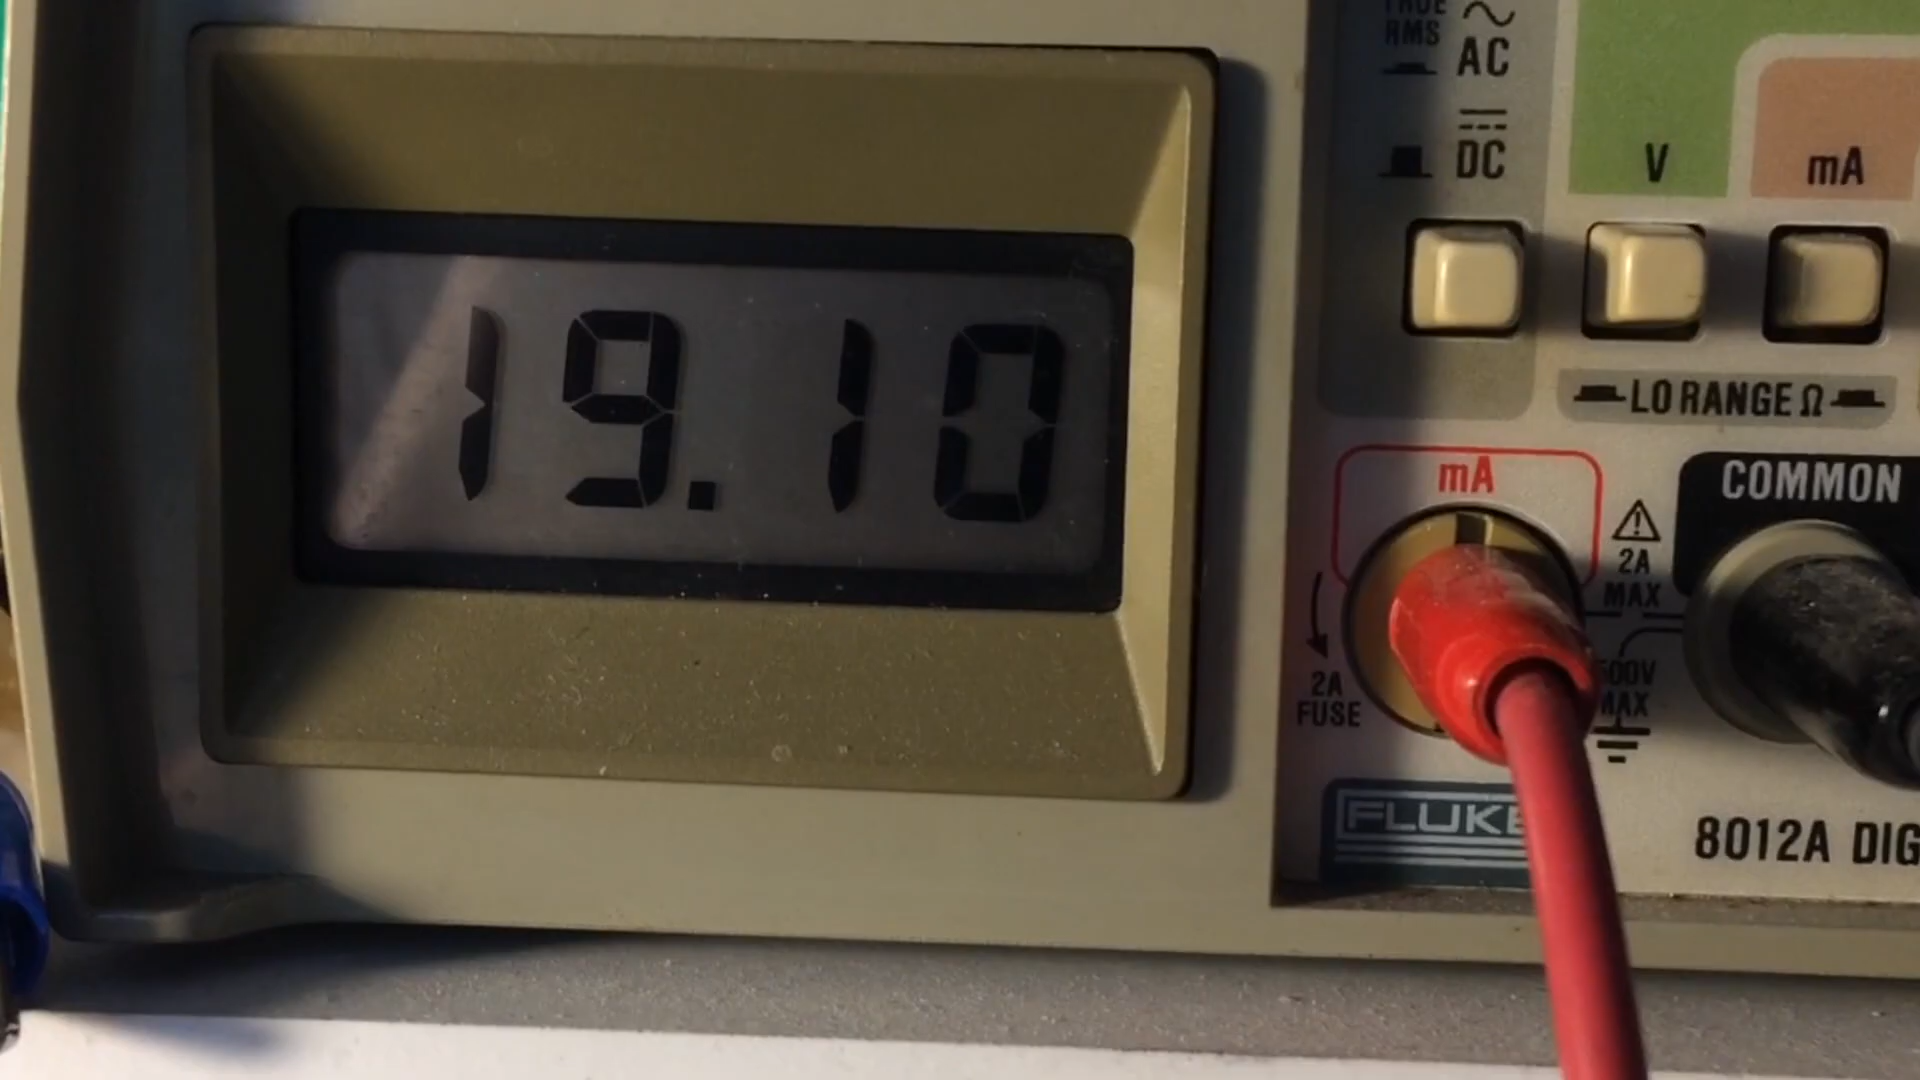 19.10
TRUE
RMS
AC
DC
V
mA
LO RANGE Ω
mA
COMMON
2A
MAX
500V
MAX
2A
FUSE
FLUKE
8012A DIG